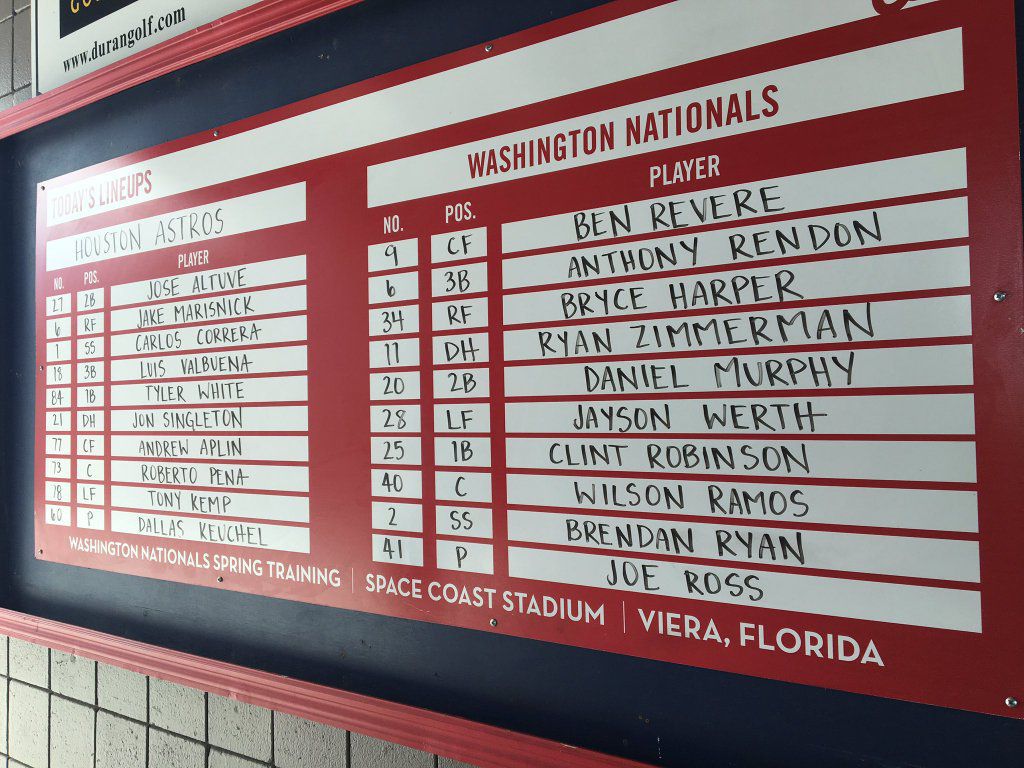 www.durangolf.com
TODAY'S LINEUPS
HOUSTON ASTROS
NO. POS. PLAYER
27 2B JOSE ALTUVE
6 RF JAKE MARISNICK
1 SS CARLOS CORRERA
18 3B LUIS VALBUENA
84 1B TYLER WHITE
21 DH JON SINGLETON
77 CF ANDREW APLIN
73 C ROBERTO PENA
78 LF TONY KEMP
60 P DALLAS KEUCHEL
WASHINGTON NATIONALS
NO. POS. PLAYER
9 CF BEN REVERE
6 3B ANTHONY RENDON
34 RF BRYCE HARPER
11 DH RYAN ZIMMERMAN
20 2B DANIEL MURPHY
28 LF JAYSON WERTH
25 1B CLINT ROBINSON
40 C WILSON RAMOS
2 SS BRENDAN RYAN
41 P JOE ROSS
WASHINGTON NATIONALS SPRING TRAINING | SPACE COAST STADIUM | VIERA, FLORIDA